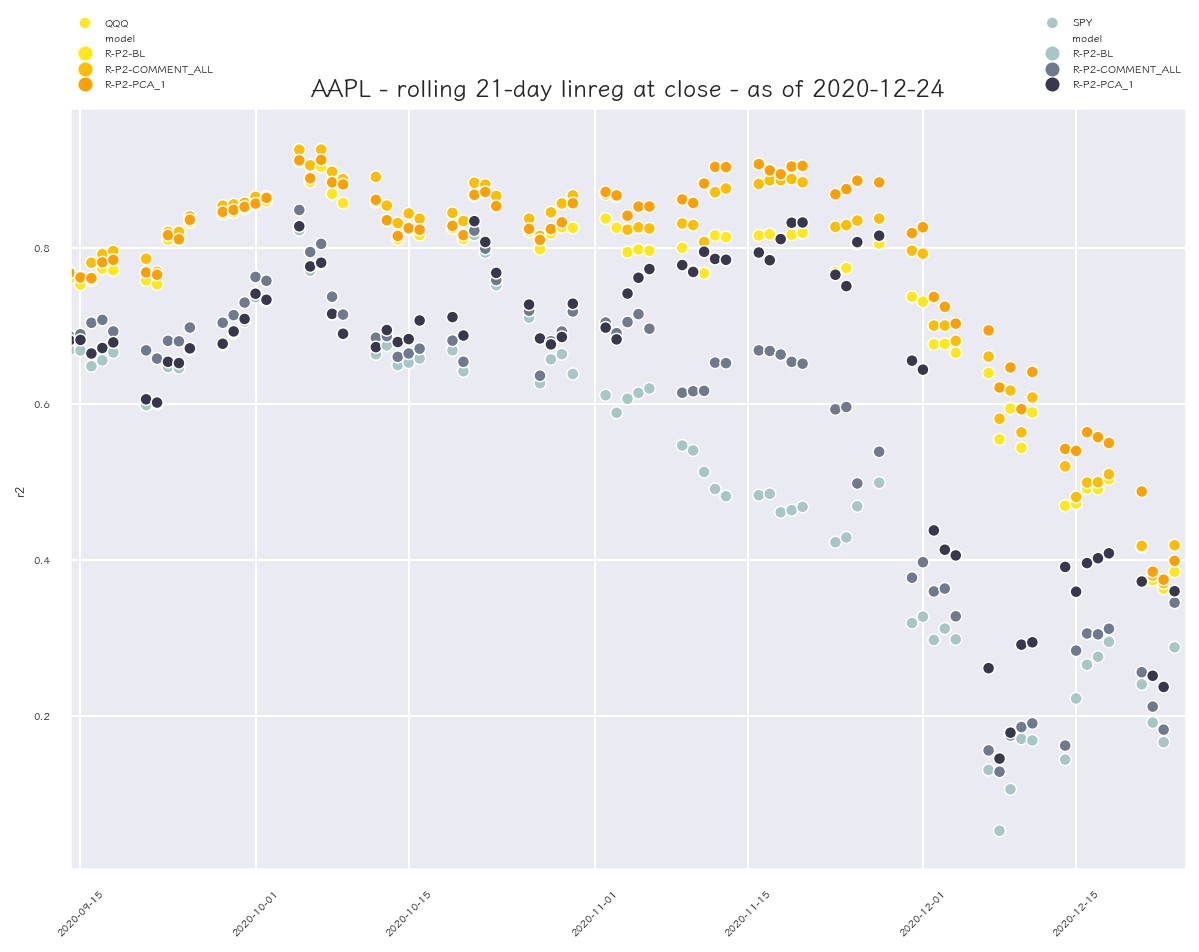 QQQ
model
R-P2-BL
R-P2-COMMENT_ALL
R-P2-PCA_1
SPY
model
R-P2-BL
R-P2-COMMENT_ALL
R-P2-PCA_1
AAPL - rolling 21-day linreg at close - as of 2020-12-24
0.8
0.6
r2
0.4
0.2
2020-09-15
2020-10-01
2020-10-15
2020-11-01
2020-11-15
2020-12-01
2020-12-15